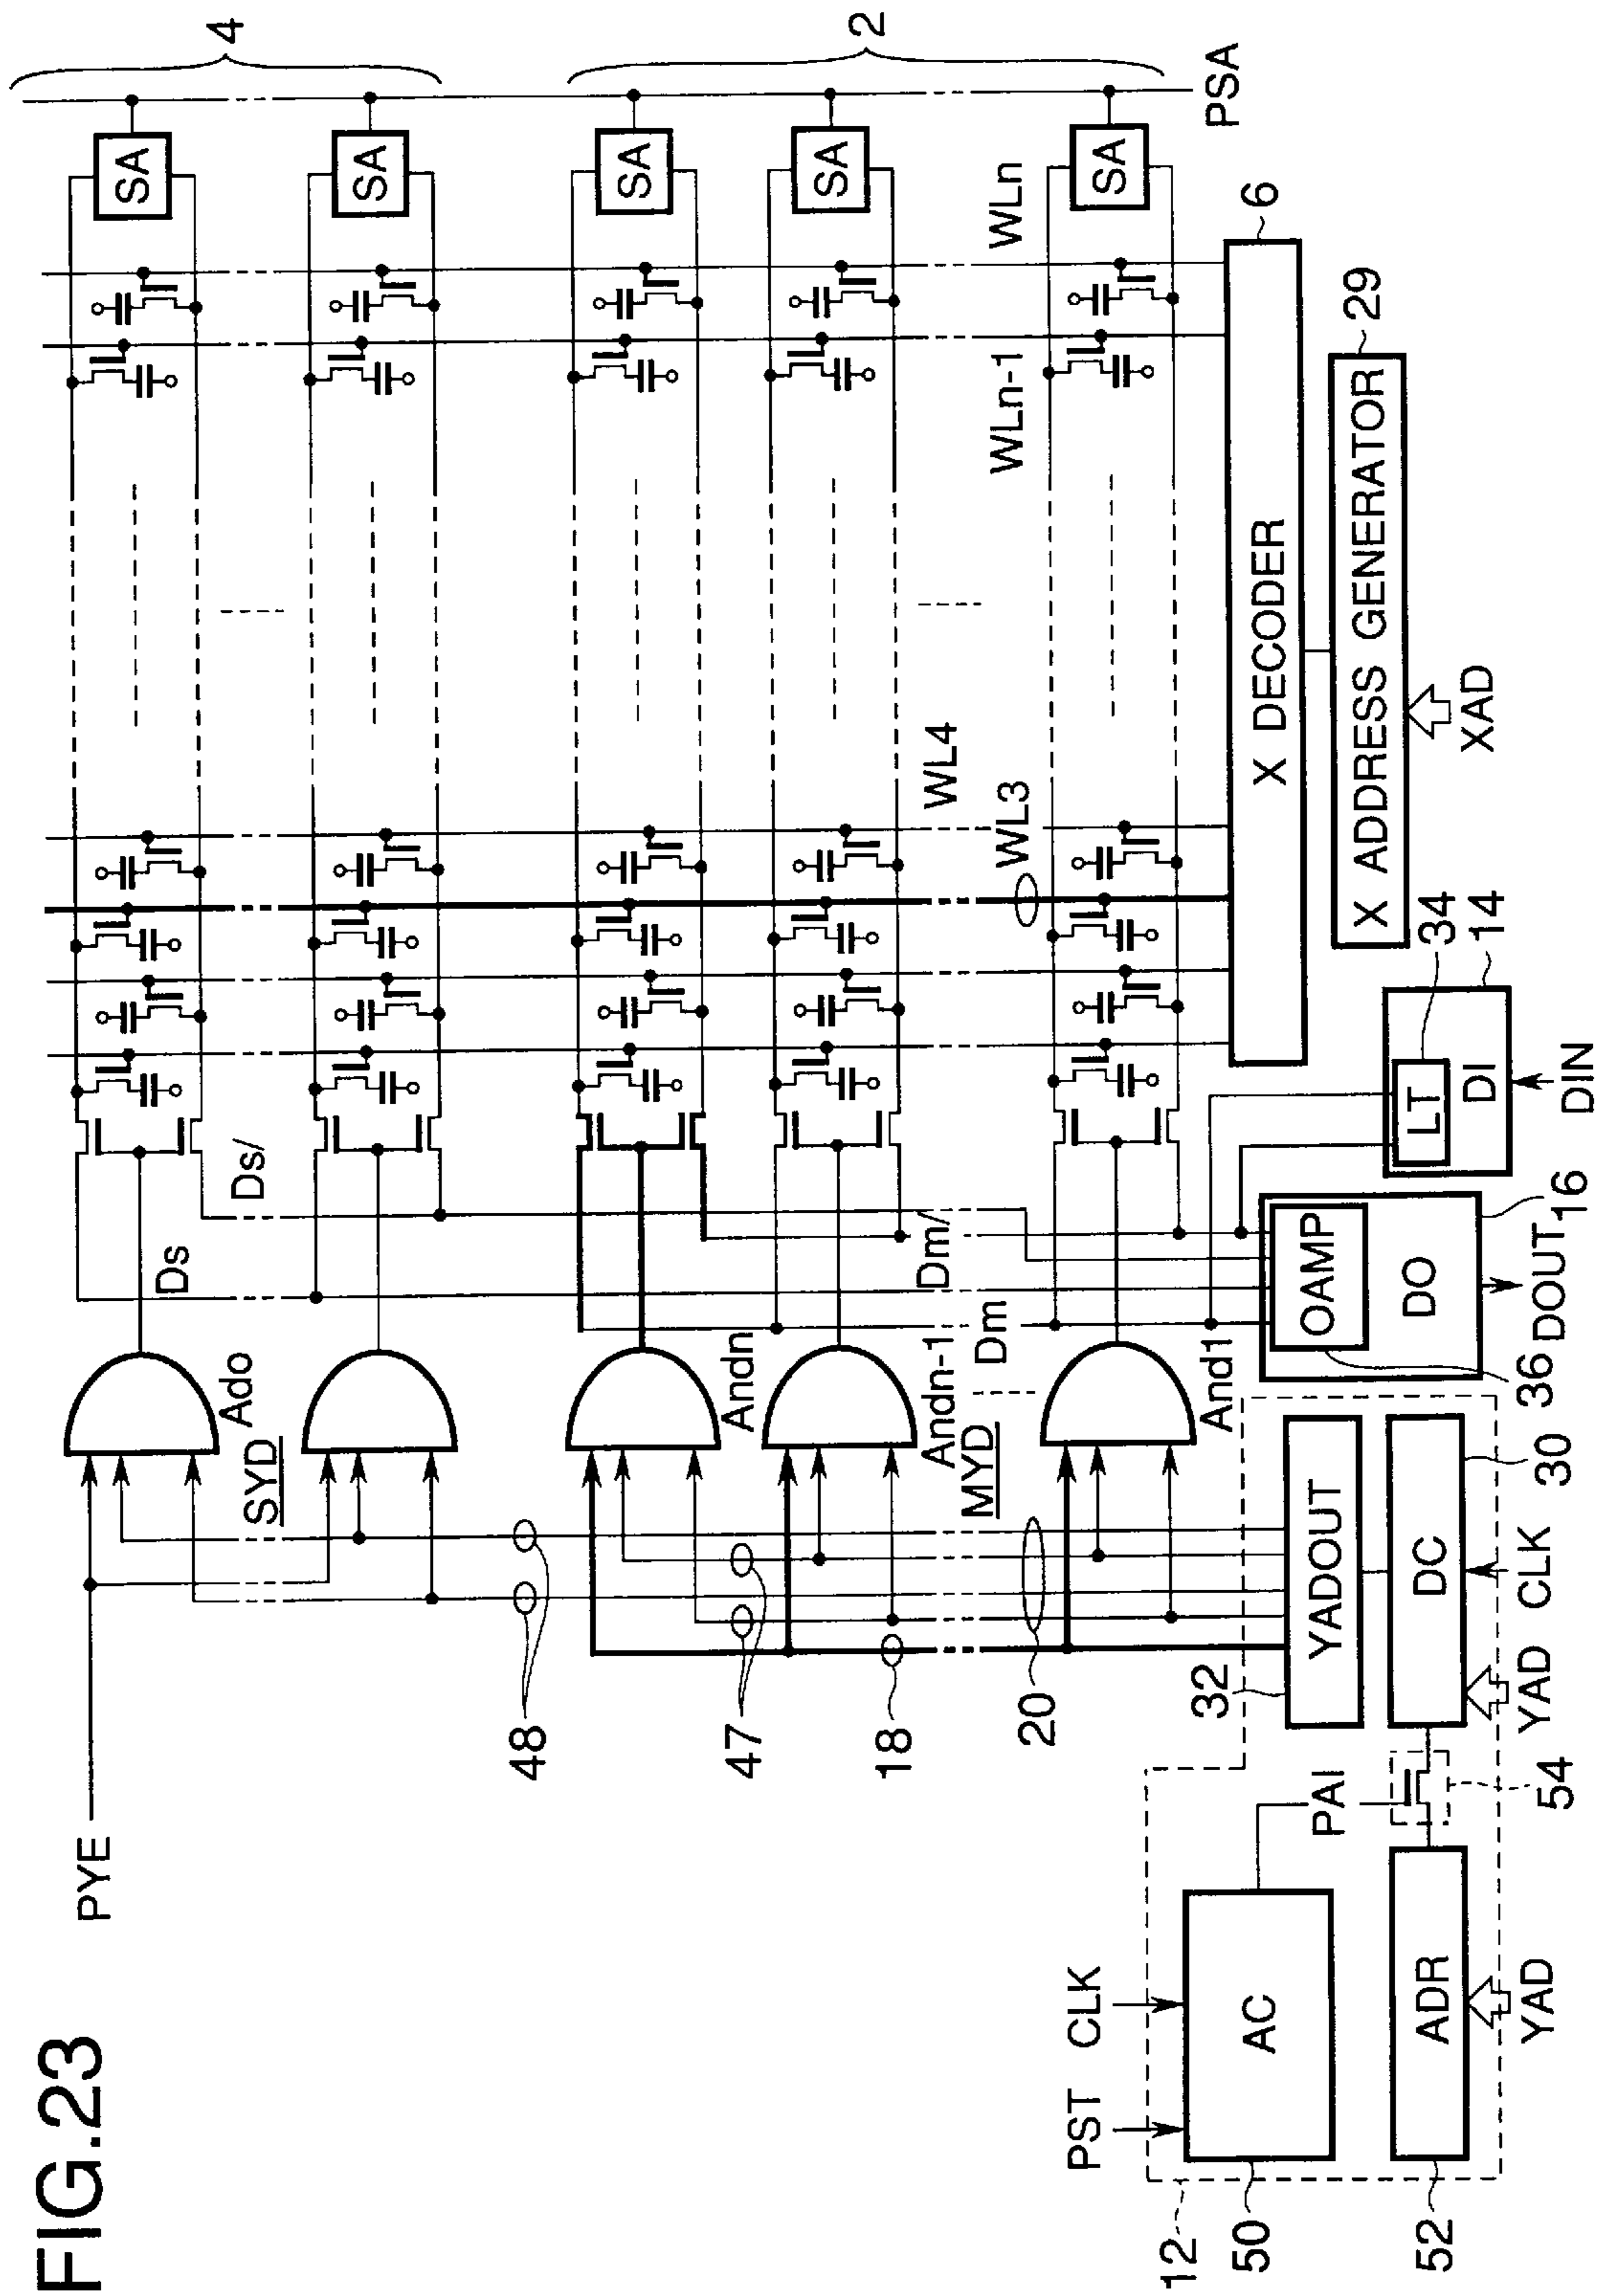 FIG.23
4
2
PSA
SA
SA
SA
SA
SA
WLn
WLn-1
WL4
WL3
6
X DECODER
29
X ADDRESS GENERATOR
XAD
34
14
LT
DI
DIN
Ds/
Ds
Dm/
Dm
OAMP
DO
16
DOUT
36
Ado
SYD
Andn
Andn-1
MYD
And1
PYE
48
47
18
20
32
YADOUT
30
DC
CLK
YAD
54
PAI
PST
CLK
AC
ADR
YAD
12
50
52